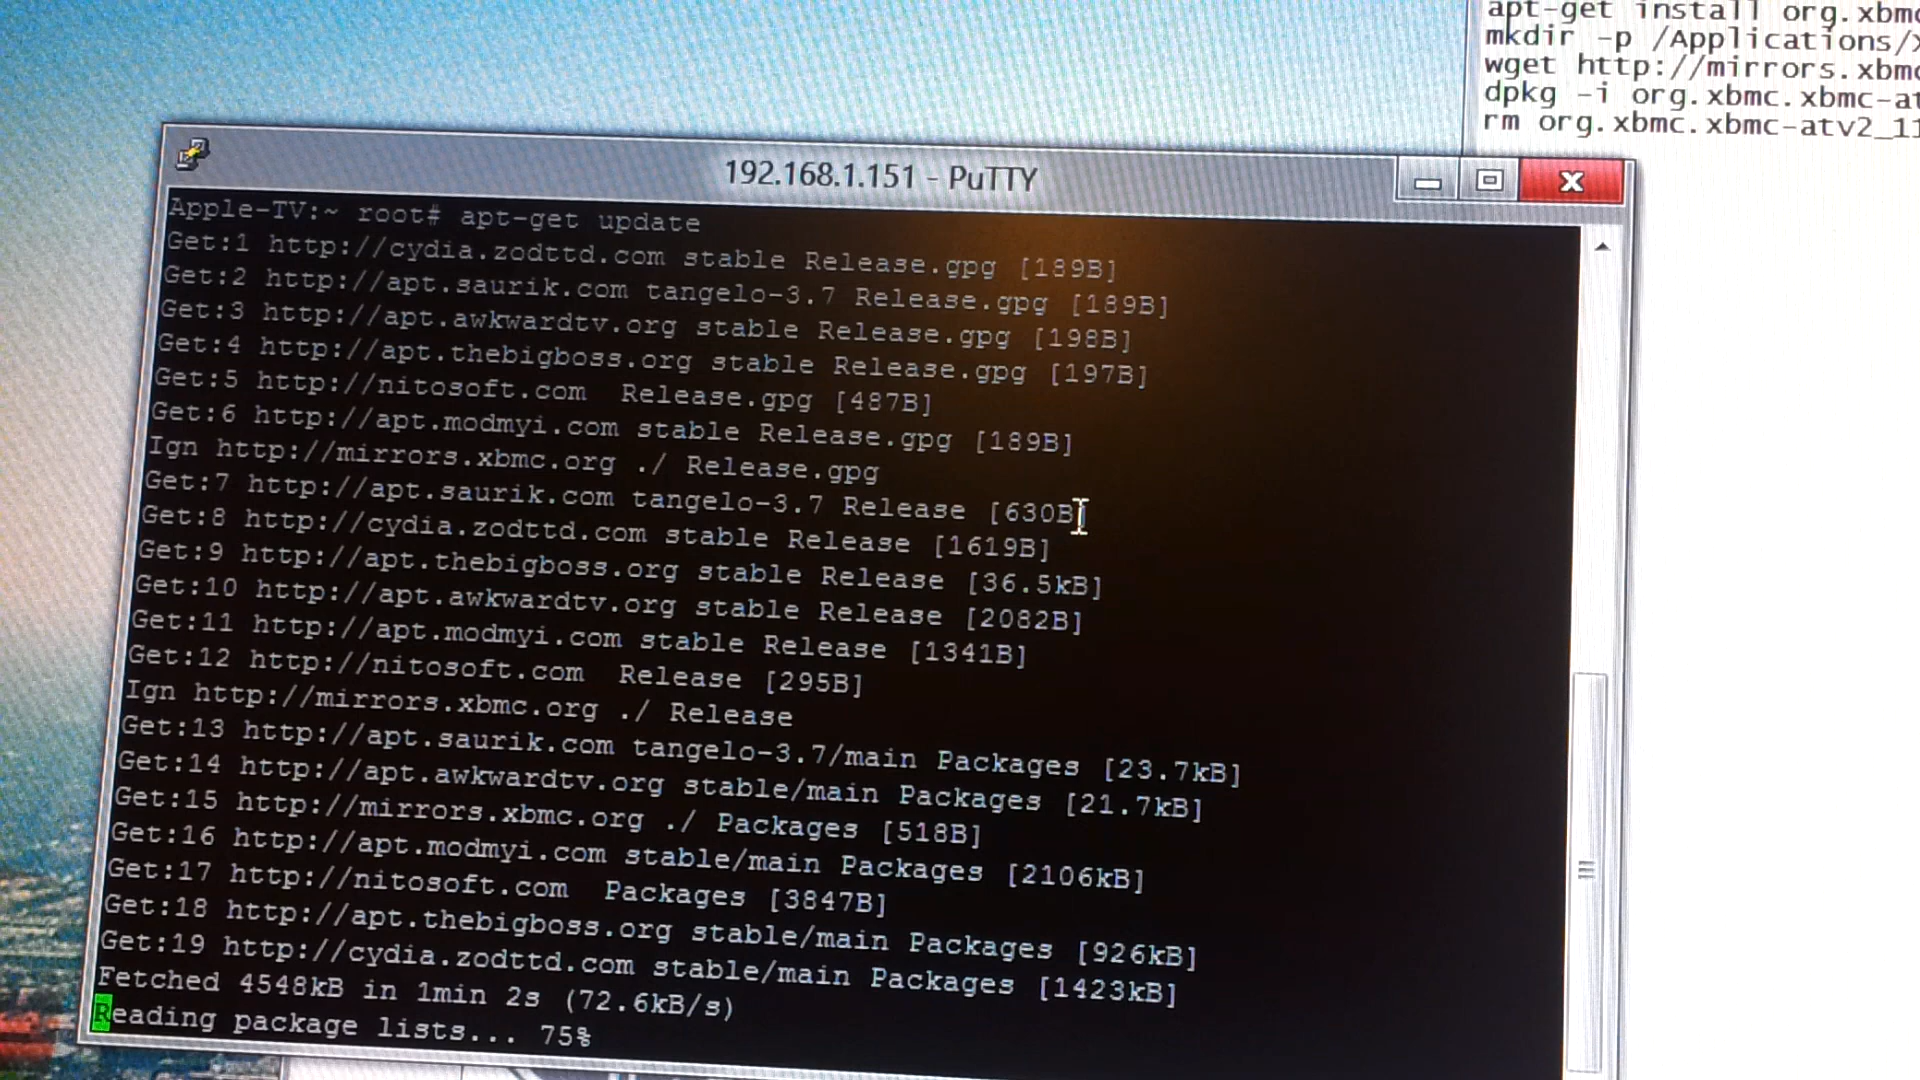 apt-get install org.xbmc
mkdir -p /Applications/X
wget http://mirrors.xbmc
dpkg -i org.xbmc.xbmc-at
rm org.xbmc.xbmc-atv2_11
192.168.1.151 - PuTTY
Apple-TV:~ root# apt-get update
Get:1 http://cydia.zodttd.com stable Release.gpg [189B]
Get:2 http://apt.saurik.com tangelo-3.7 Release.gpg [189B]
Get:3 http://apt.awkwardtv.org stable Release.gpg [198B]
Get:4 http://apt.thebigboss.org stable Release.gpg [197B]
Get:5 http://nitosoft.com  Release.gpg [487B]
Get:6 http://apt.modmyi.com stable Release.gpg [189B]
Ign http://mirrors.xbmc.org ./ Release.gpg
Get:7 http://apt.saurik.com tangelo-3.7 Release [630B]
Get:8 http://cydia.zodttd.com stable Release [1619B]
Get:9 http://apt.thebigboss.org stable Release [36.5kB]
Get:10 http://apt.awkwardtv.org stable Release [2082B]
Get:11 http://apt.modmyi.com stable Release [1341B]
Get:12 http://nitosoft.com  Release [295B]
Ign http://mirrors.xbmc.org ./ Release
Get:13 http://apt.saurik.com tangelo-3.7/main Packages [23.7kB]
Get:14 http://apt.awkwardtv.org stable/main Packages [21.7kB]
Get:15 http://mirrors.xbmc.org ./ Packages [518B]
Get:16 http://apt.modmyi.com stable/main Packages [2106kB]
Get:17 http://nitosoft.com  Packages [3847B]
Get:18 http://apt.thebigboss.org stable/main Packages [926kB]
Get:19 http://cydia.zodttd.com stable/main Packages [1423kB]
Fetched 4548kB in 1min 2s (72.6kB/s)
Reading package lists... 75%